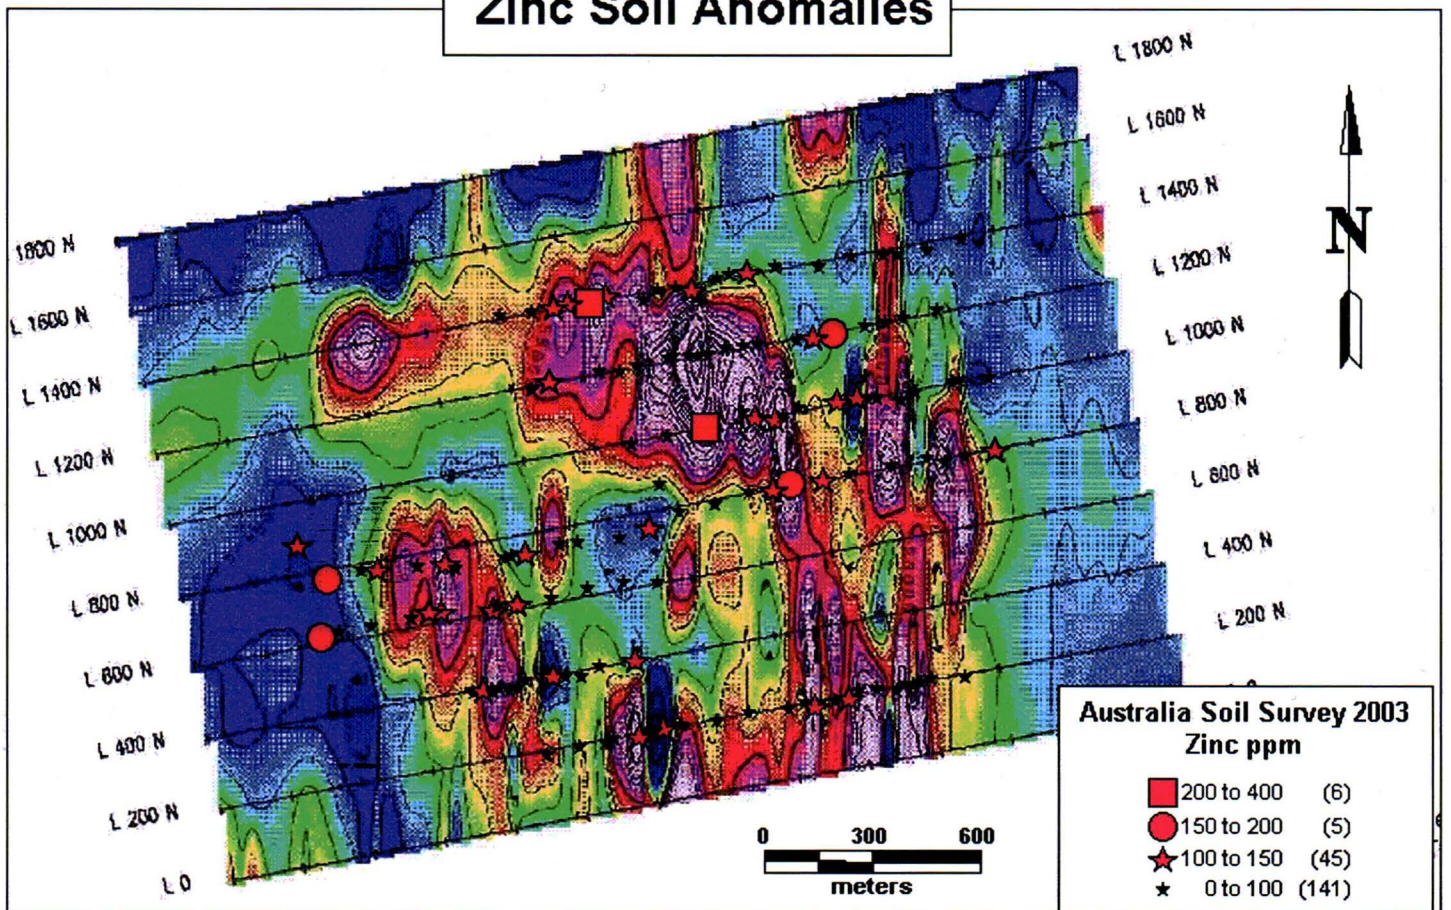 Zinc Soil Anomalies
L 1800 N
L 1600 N
L 1400 N
L 1200 N
L 1000 N
L 800 N
L 600 N
L 400 N
L 200 N
1800 N
L 1600 N
L 1400 N
L 1200 N
L 1000 N
L 800 N
L 600 N
L 400 N
L 200 N
L 0
N
0 300 600
meters
Australia Soil Survey 2003
Zinc ppm
200 to 400 (6)
150 to 200 (5)
100 to 150 (45)
0 to 100 (141)